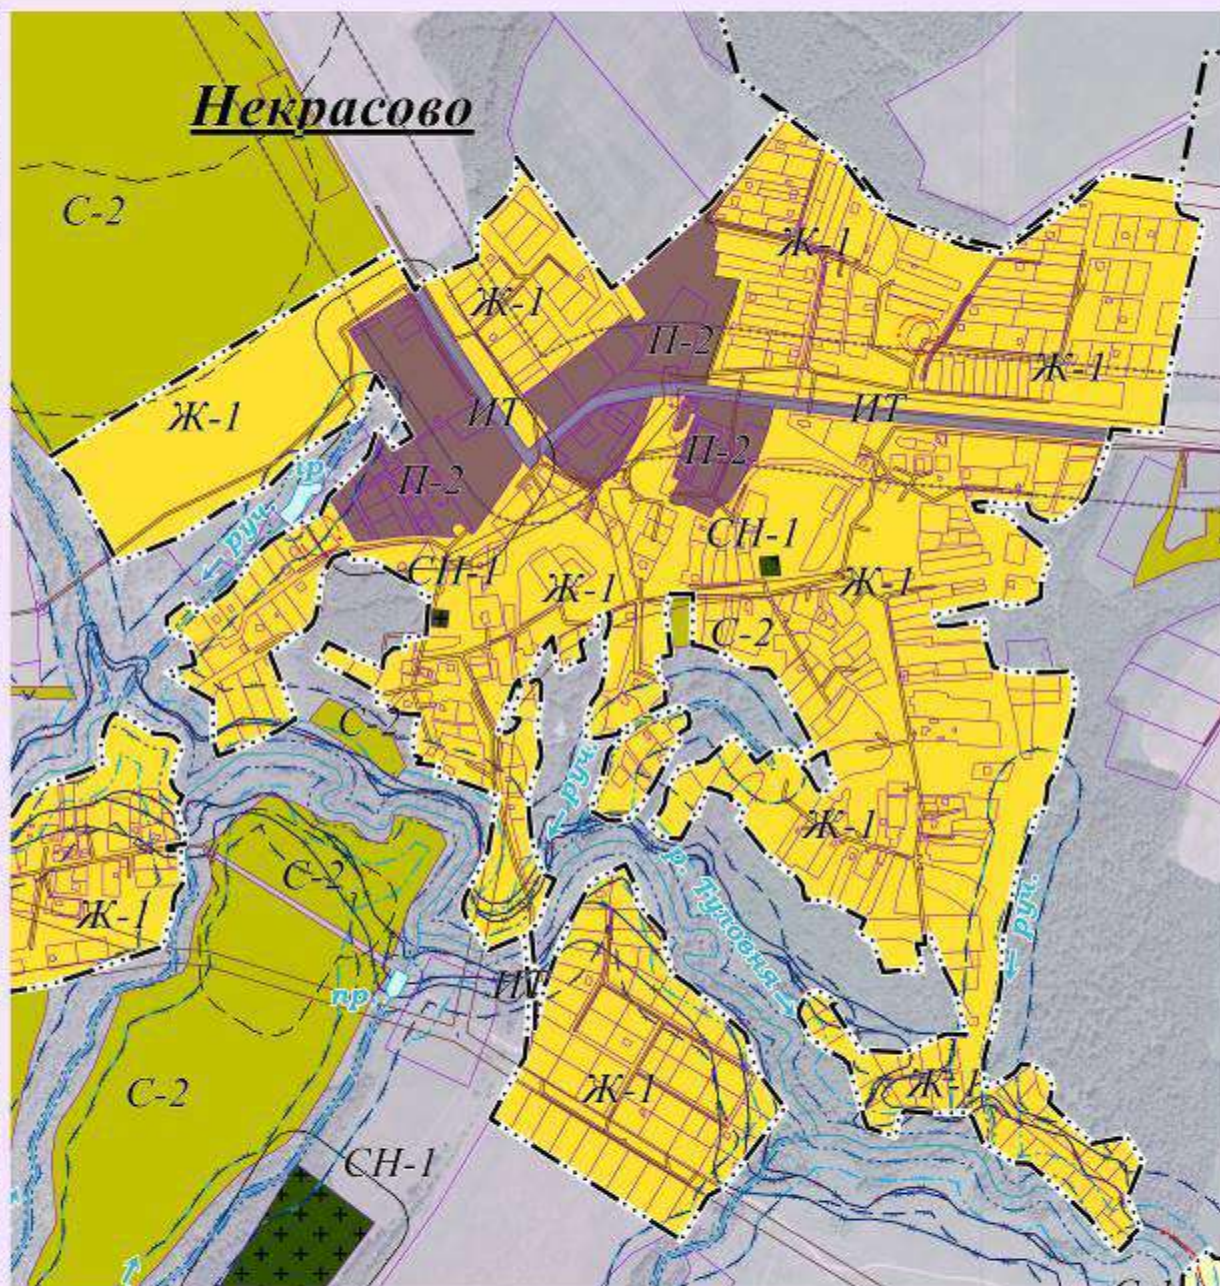 Некрасово
С-2
Ж-1
Ж-1
П-2
Ж-1
Ж-1
ИТ
ИТ
П-2
П-2
пр
руч.
СН-1
СН-1
Ж-1
Ж-1
С-2
С-2
руч.
Ж-1
С-2
р. Туловня
Ж-1
руч.
ИТ
пр
С-2
Ж-1
Ж-1
СН-1